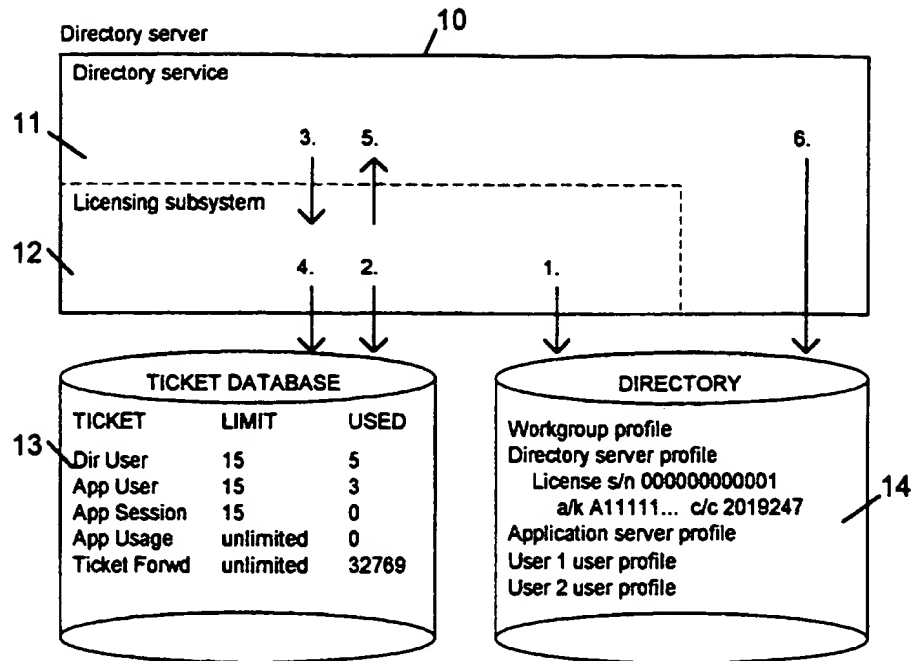 10
Directory server
Directory service
11
3. 5. 6.
Licensing subsystem
12
4. 2. 1.
TICKET DATABASE
TICKET LIMIT USED
13
Dir User 15 5
App User 15 3
App Session 15 0
App Usage unlimited 0
Ticket Forwd unlimited 32769
DIRECTORY
Workgroup profile
Directory server profile
License s/n 000000000001
a/k A11111... c/c 2019247
14
Application server profile
User 1 user profile
User 2 user profile